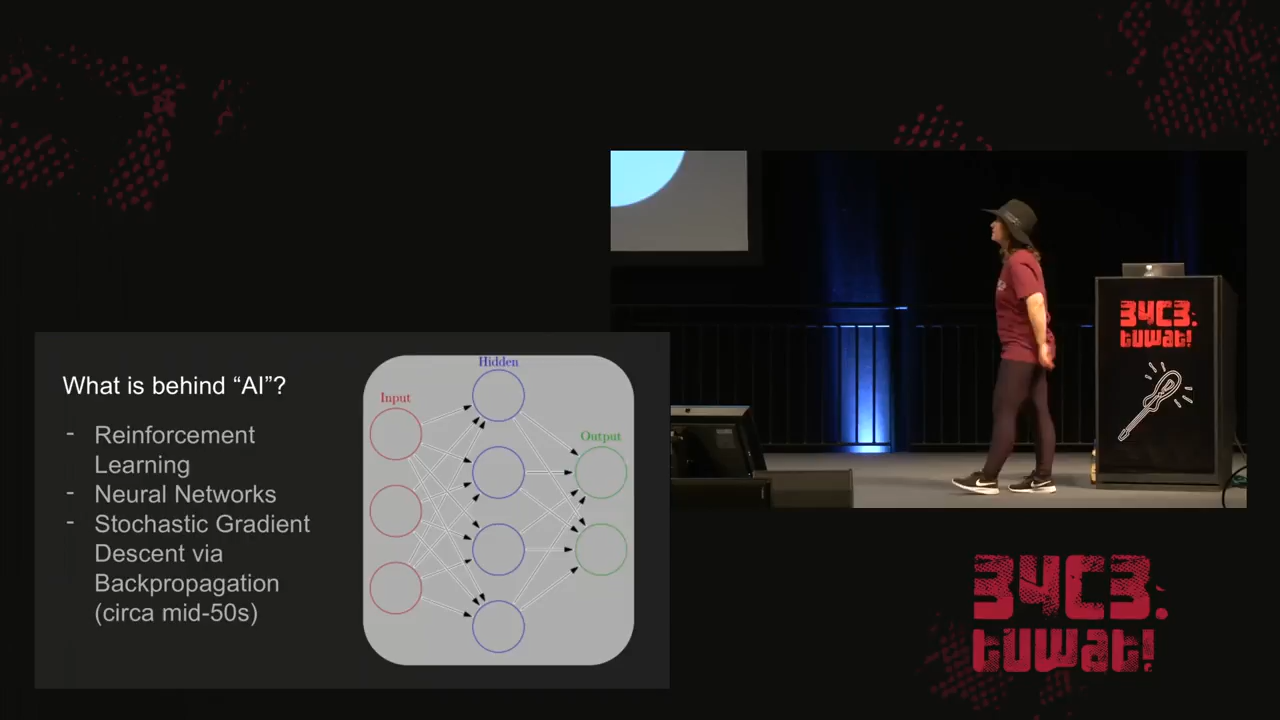 What is behind “AI”?
- Reinforcement
Learning
- Neural Networks
- Stochastic Gradient
Descent via
Backpropagation
(circa mid-50s)
Hidden
Input
Output
34C3.
tuwat!
34C3.
tuwat!